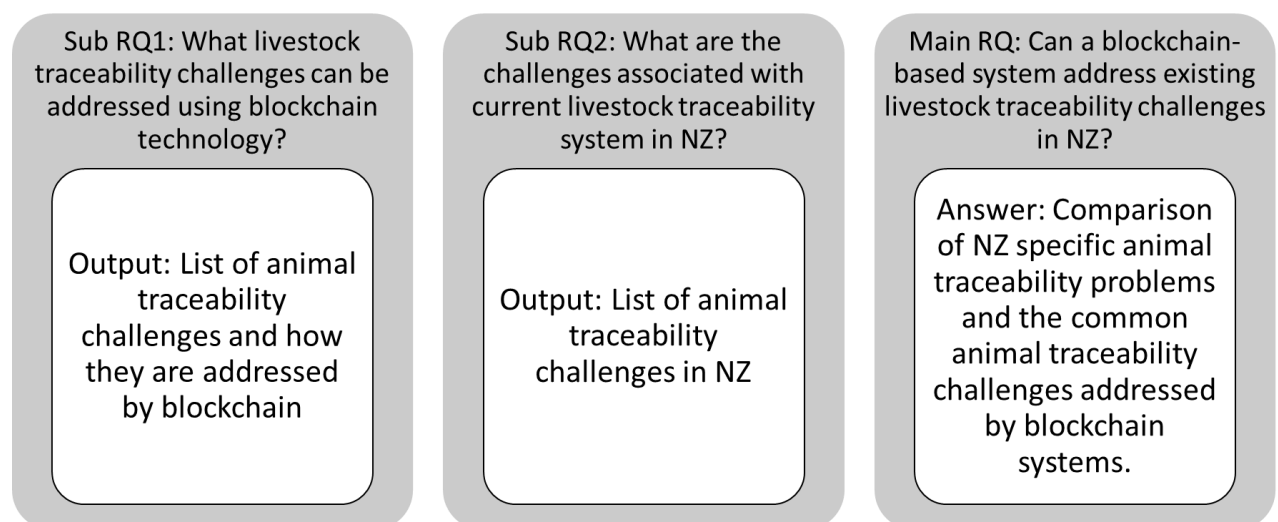 Sub RQ1: What livestock
traceability challenges can be
addressed using blockchain
technology?
Output: List of animal
traceability
challenges and how
they are addressed
by blockchain
Sub RQ2: What are the
challenges associated with
current livestock traceability
system in NZ?
Output: List of animal
traceability
challenges in NZ
Main RQ: Can a blockchain-
based system address existing
livestock traceability challenges
in NZ?
Answer: Comparison
of NZ specific animal
traceability problems
and the common
animal traceability
challenges addressed
by blockchain
systems.